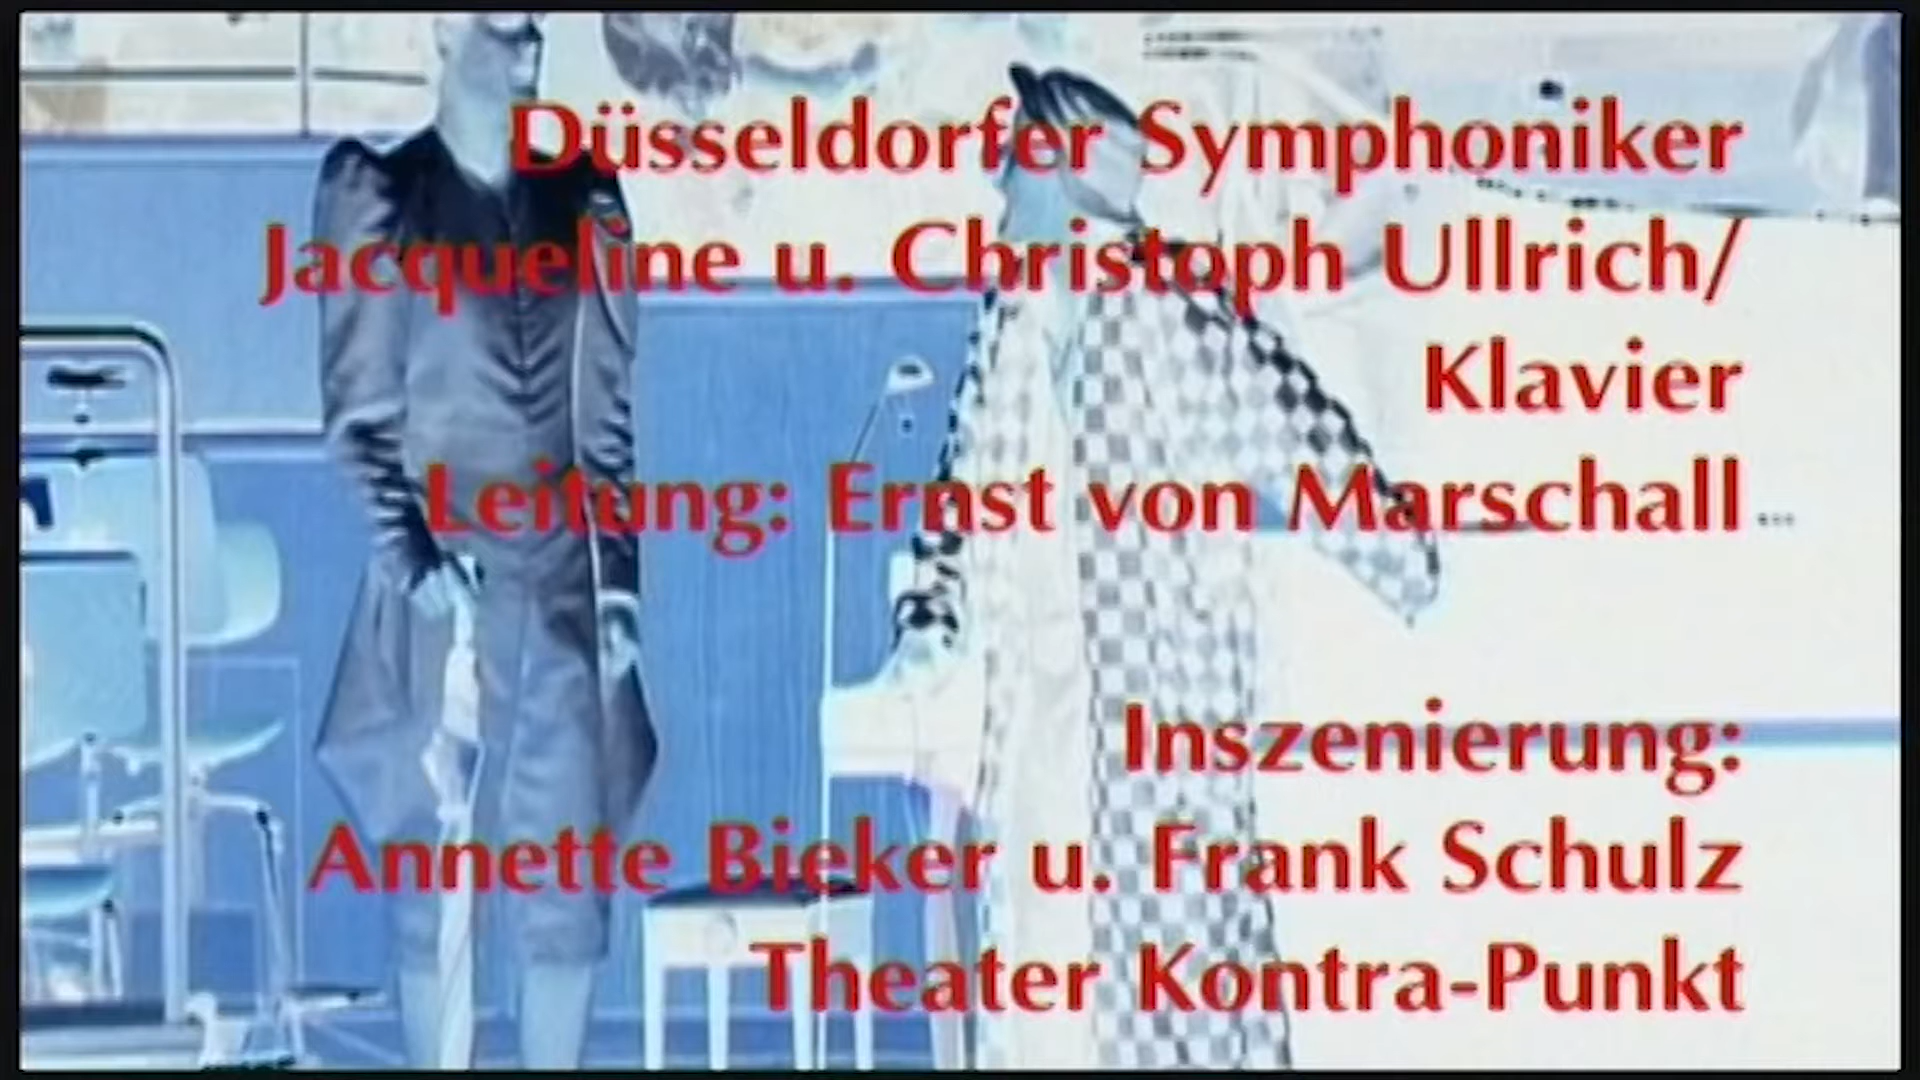 Düsseldorfer Symphoniker
Jacqueline u. Christoph Ullrich/
Klavier
Leitung: Ernst von Marschall
Inszenierung:
Annette Bieker u. Frank Schulz
Theater Kontra-Punkt